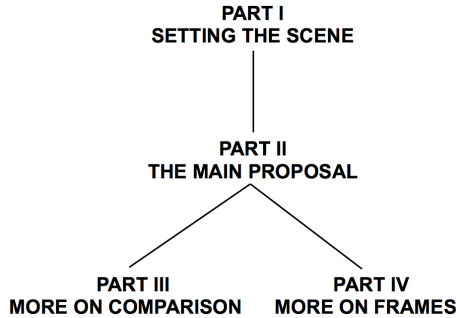 PART I
SETTING THE SCENE
PART II
THE MAIN PROPOSAL
PART III
MORE ON COMPARISON
PART IV
MORE ON FRAMES